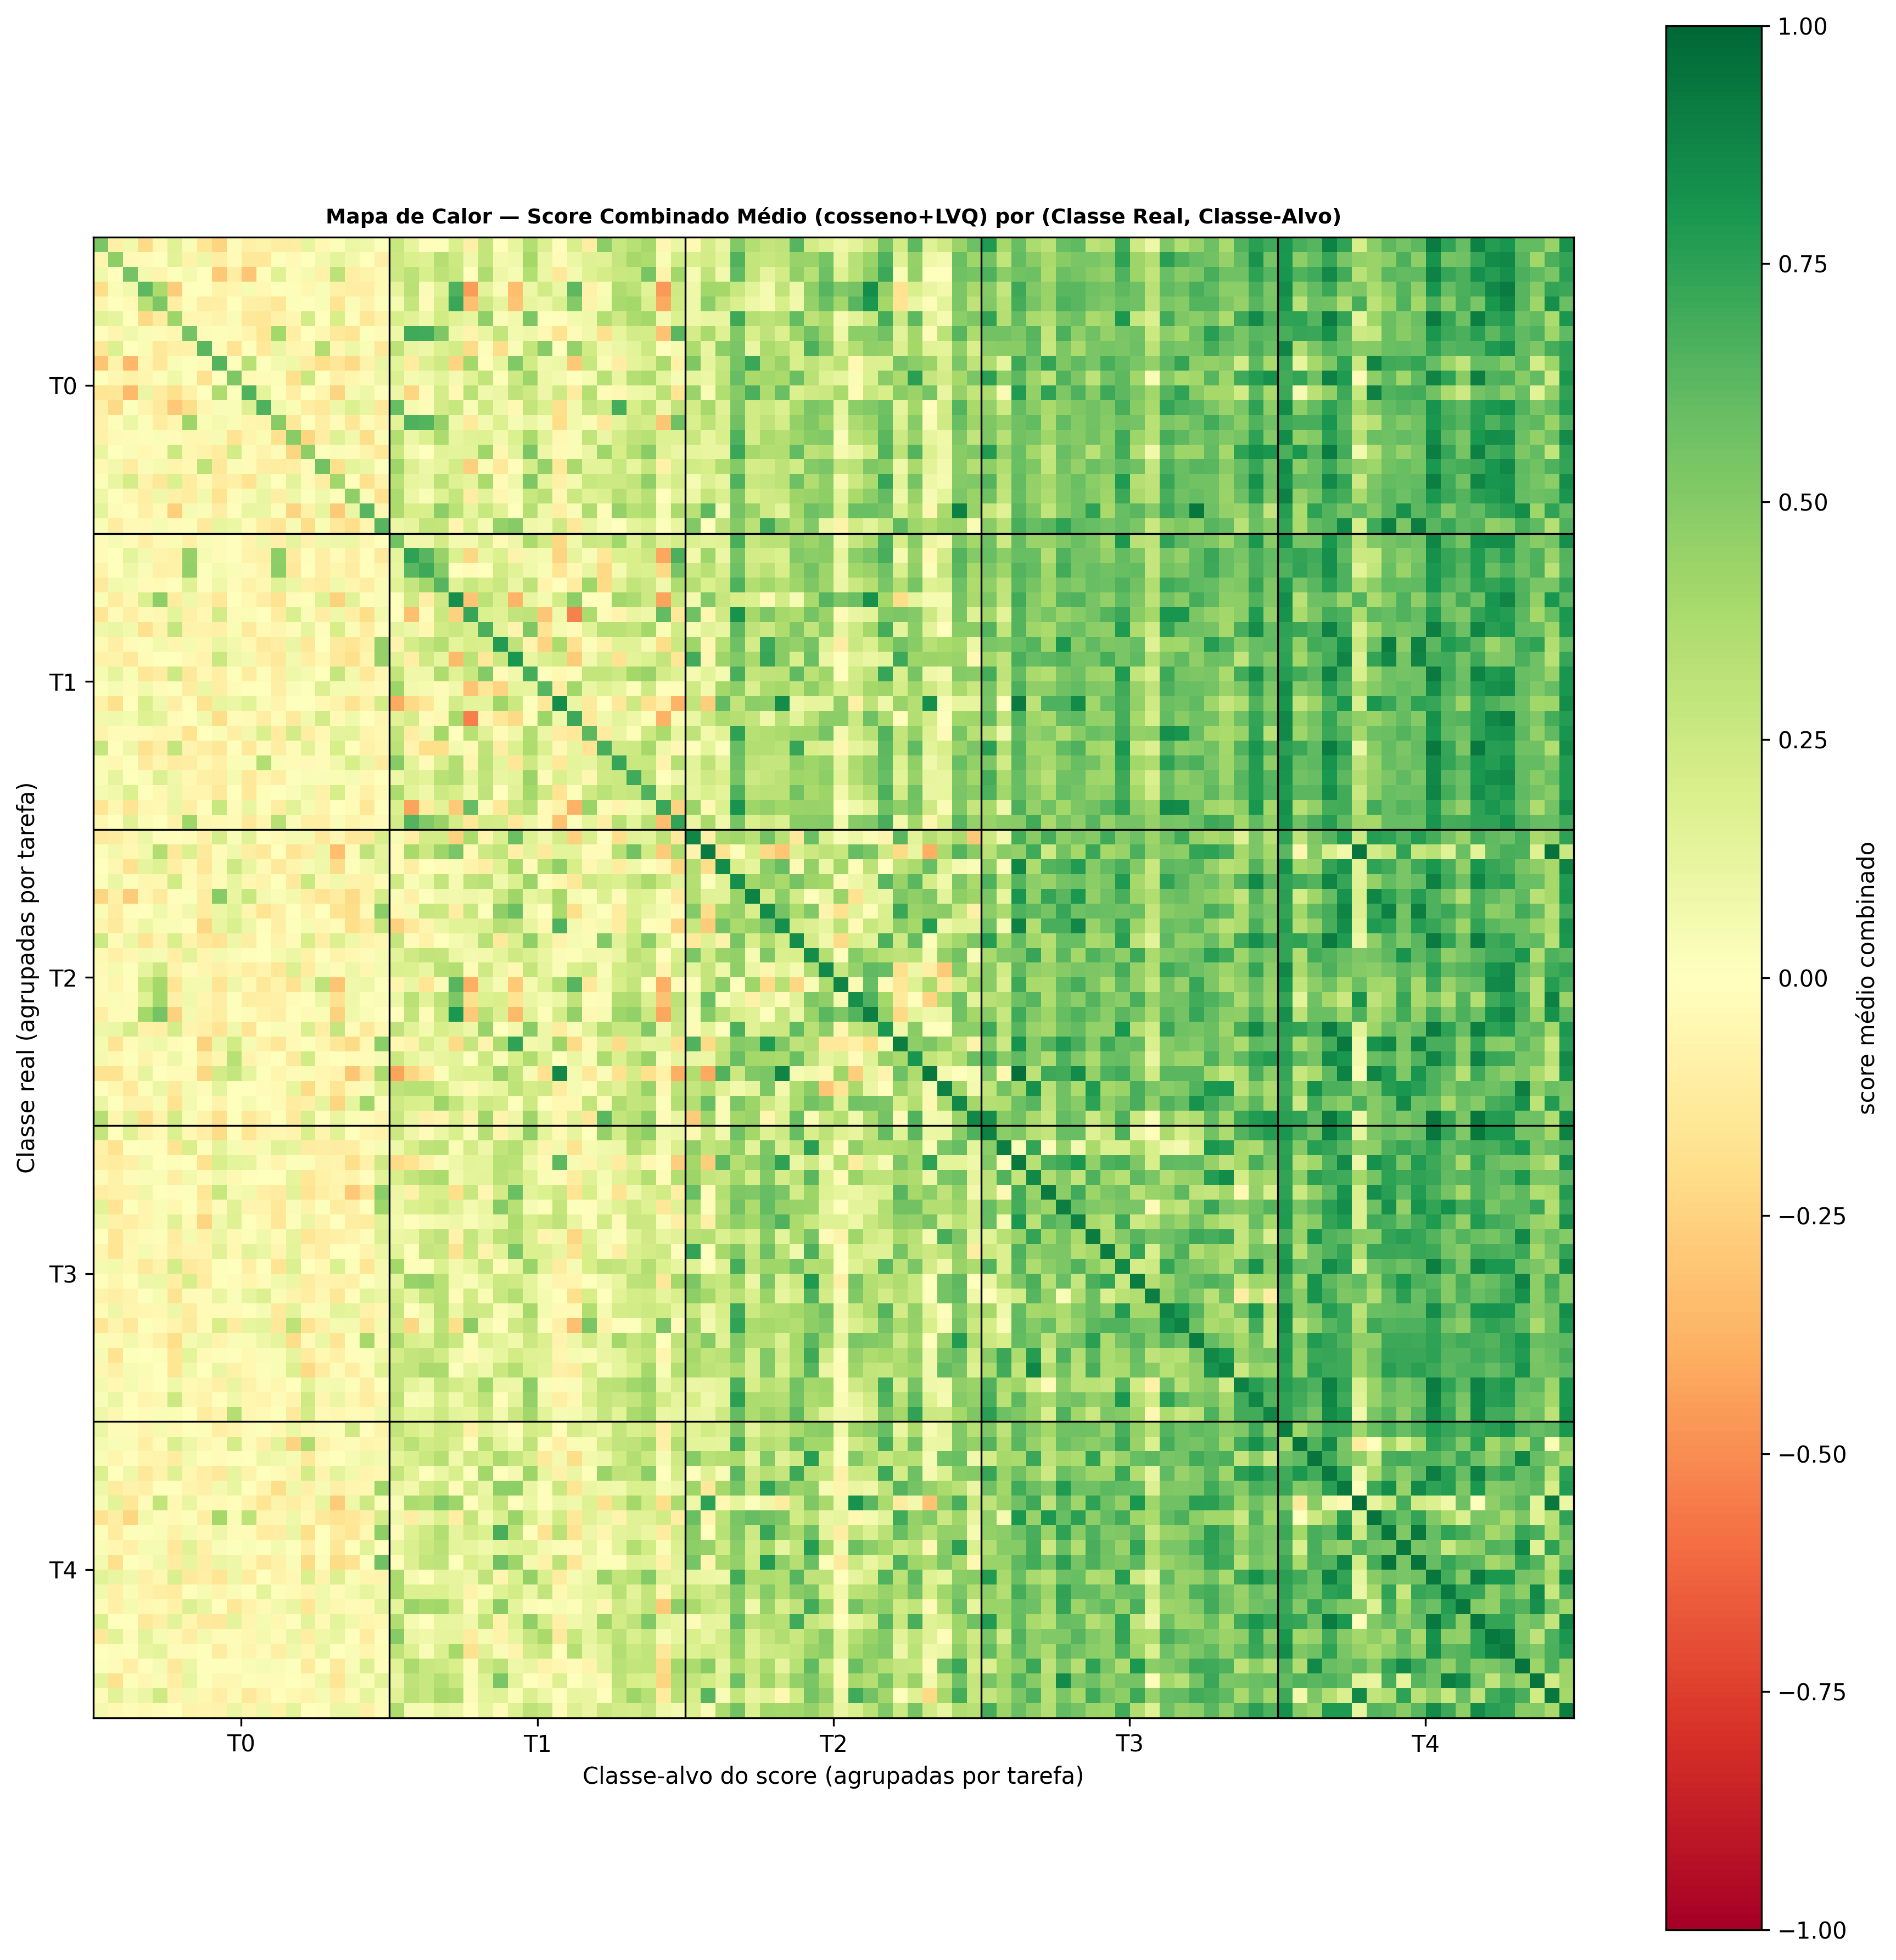 Mapa de Calor — Score Combinado Médio (cosseno+LVQ) por (Classe Real, Classe-Alvo)
Classe real (agrupadas por tarefa)
T0
T1
T2
T3
T4
T0
T1
T2
T3
T4
Classe-alvo do score (agrupadas por tarefa)
1.00
0.75
0.50
0.25
0.00
−0.25
−0.50
−0.75
−1.00
score médio combinado